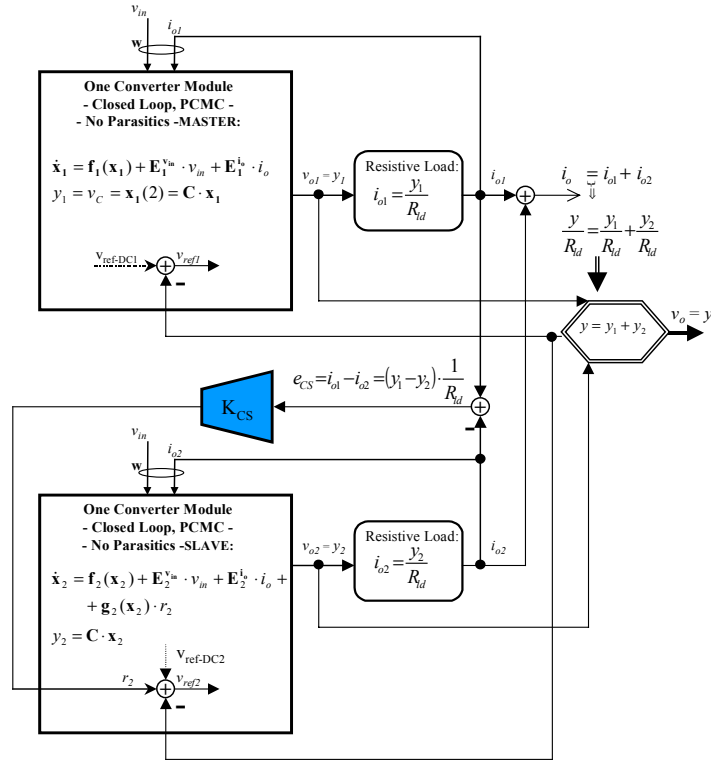 v_in
w
i_o1
One Converter Module
- Closed Loop, PCMC -
- No Parasitics -MASTER:
ẋ₁ = f₁(x₁) + E₁^{v_in} · v_in + E₁^{i_o} · i_o
y₁ = v_C = x₁(2) = C · x₁
v_ref-DC1
+
v_ref1
-
v_o1 = y₁
Resistive Load:
i_o1 = y₁ / R_ld
i_o1
+
i_o = i_o1 + i_o2
⇓
y / R_ld = y₁ / R_ld + y₂ / R_ld
y = y₁ + y₂
v_o = y
e_CS = i_o1 - i_o2 = (y₁ - y₂) · 1 / R_ld
K_CS
+
-
v_in
w
i_o2
One Converter Module
- Closed Loop, PCMC -
- No Parasitics -SLAVE:
ẋ₂ = f₂(x₂) + E₂^{v_in} · v_in + E₂^{i_o} · i_o +
+ g₂(x₂) · r₂
y₂ = C · x₂
v_ref-DC2
r₂
+
v_ref2
-
v_o2 = y₂
Resistive Load:
i_o2 = y₂ / R_ld
i_o2